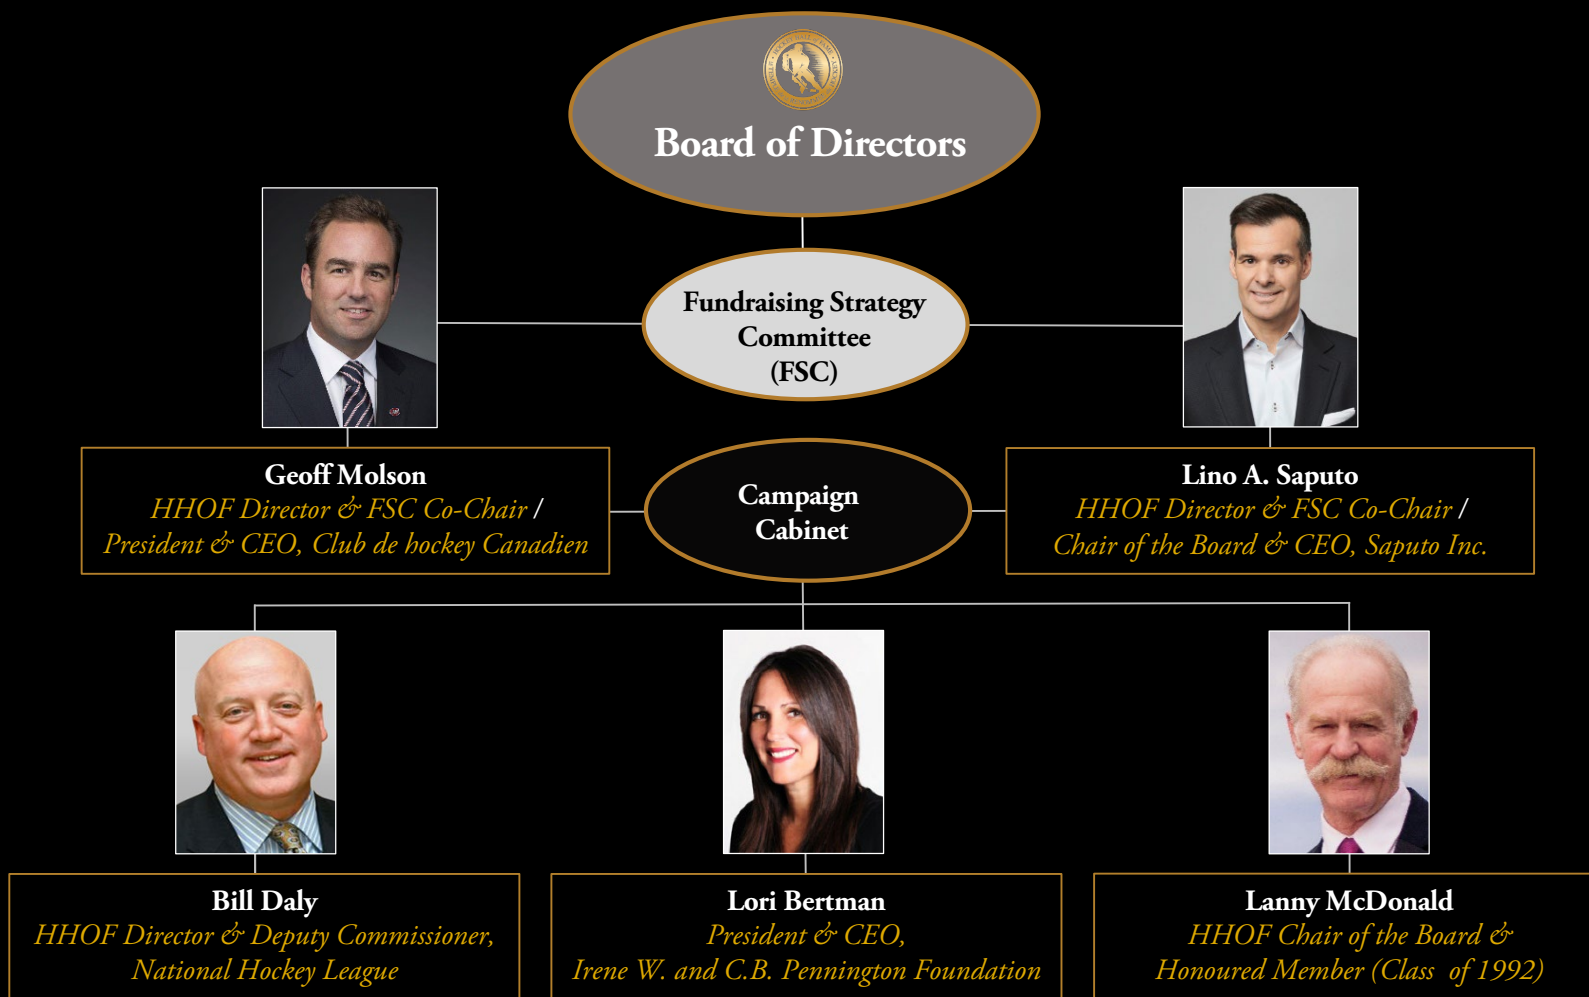 Board of Directors
Fundraising Strategy
Committee
(FSC)
Geoff Molson
HHOF Director & FSC Co-Chair /
President & CEO, Club de hockey Canadien
Campaign
Cabinet
Lino A. Saputo
HHOF Director & FSC Co-Chair /
Chair of the Board & CEO, Saputo Inc.
Bill Daly
HHOF Director & Deputy Commissioner,
National Hockey League
Lori Bertman
President & CEO,
Irene W. and C.B. Pennington Foundation
Lanny McDonald
HHOF Chair of the Board &
Honoured Member (Class of 1992)